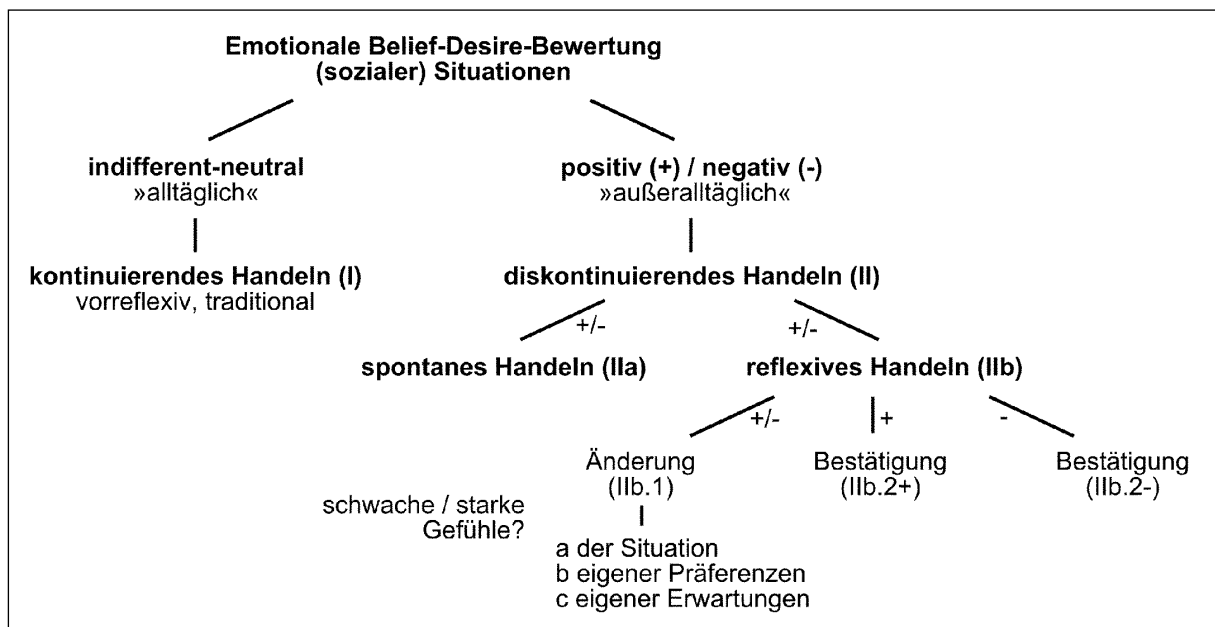 Emotionale Belief-Desire-Bewertung
(sozialer) Situationen
indifferent-neutral
»alltäglich«
positiv (+) / negativ (-)
»außeralltäglich«
kontinuierendes Handeln (I)
vorreflexiv, traditional
diskontinuierendes Handeln (II)
+/-
+/-
spontanes Handeln (IIa)
reflexives Handeln (IIb)
+/-
+
-
Änderung
(IIb.1)
Bestätigung
(IIb.2+)
Bestätigung
(IIb.2-)
schwache / starke
Gefühle?
a der Situation
b eigener Präferenzen
c eigener Erwartungen